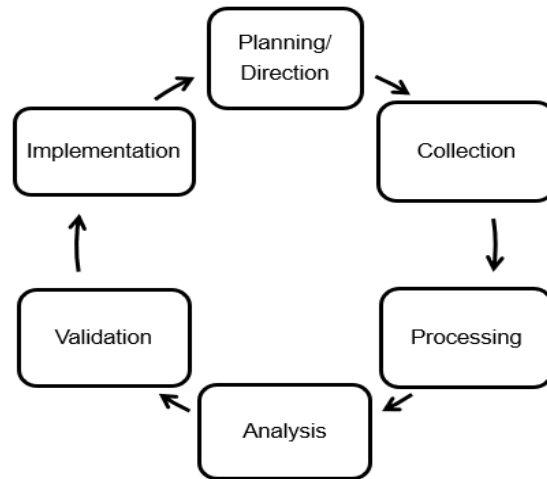 Planning/
Direction
Collection
Processing
Analysis
Validation
Implementation